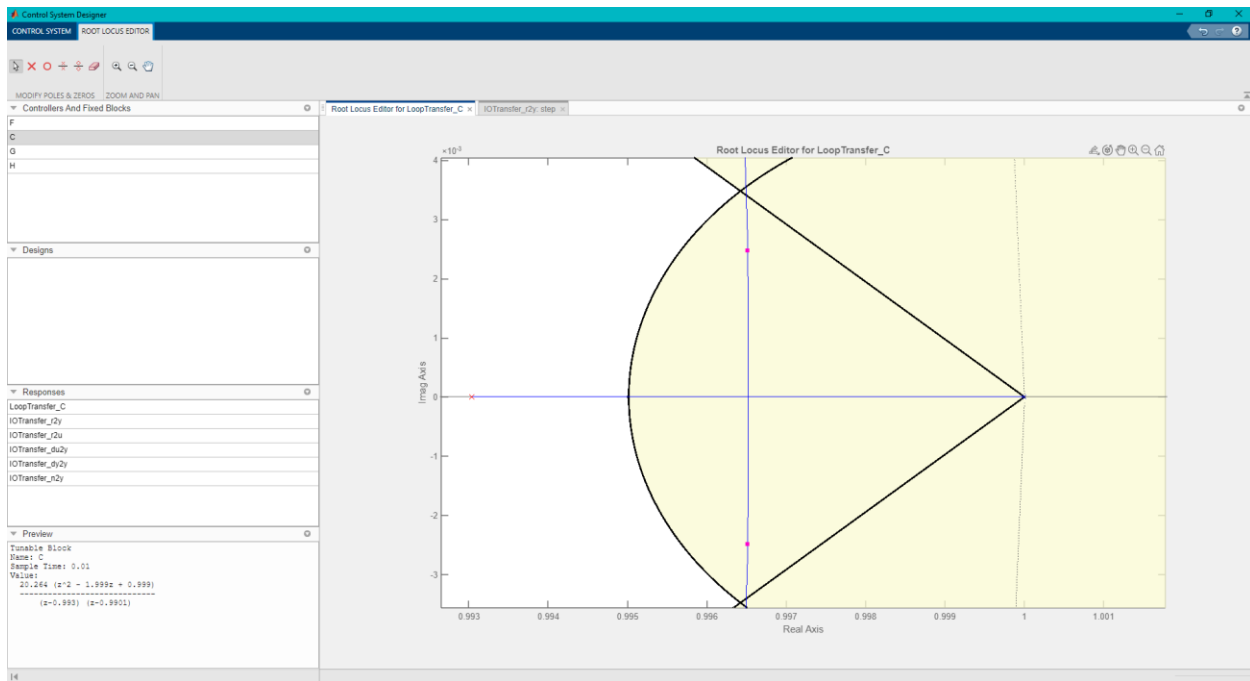 Control System Designer
CONTROL SYSTEM ROOT LOCUS EDITOR
MODIFY POLES & ZEROS ZOOM AND PAN
Controllers And Fixed Blocks
F
C
G
H
Designs
Responses
LoopTransfer_C
IOTransfer_r2y
IOTransfer_r2u
IOTransfer_du2y
IOTransfer_dy2y
IOTransfer_n2y
Preview
Tunable Block
Name: C
Sample Time: 0.01
Value:
20.264 (z^2 - 1.999z + 0.999)
-----------------------------
(z-0.993) (z-0.9901)
Root Locus Editor for LoopTransfer_C × IOTransfer_r2y: step ×
Root Locus Editor for LoopTransfer_C
×10⁻³
4
3
2
1
0
-1
-2
-3
Imag Axis
0.993 0.994 0.995 0.996 0.997 0.998 0.999 1 1.001
Real Axis